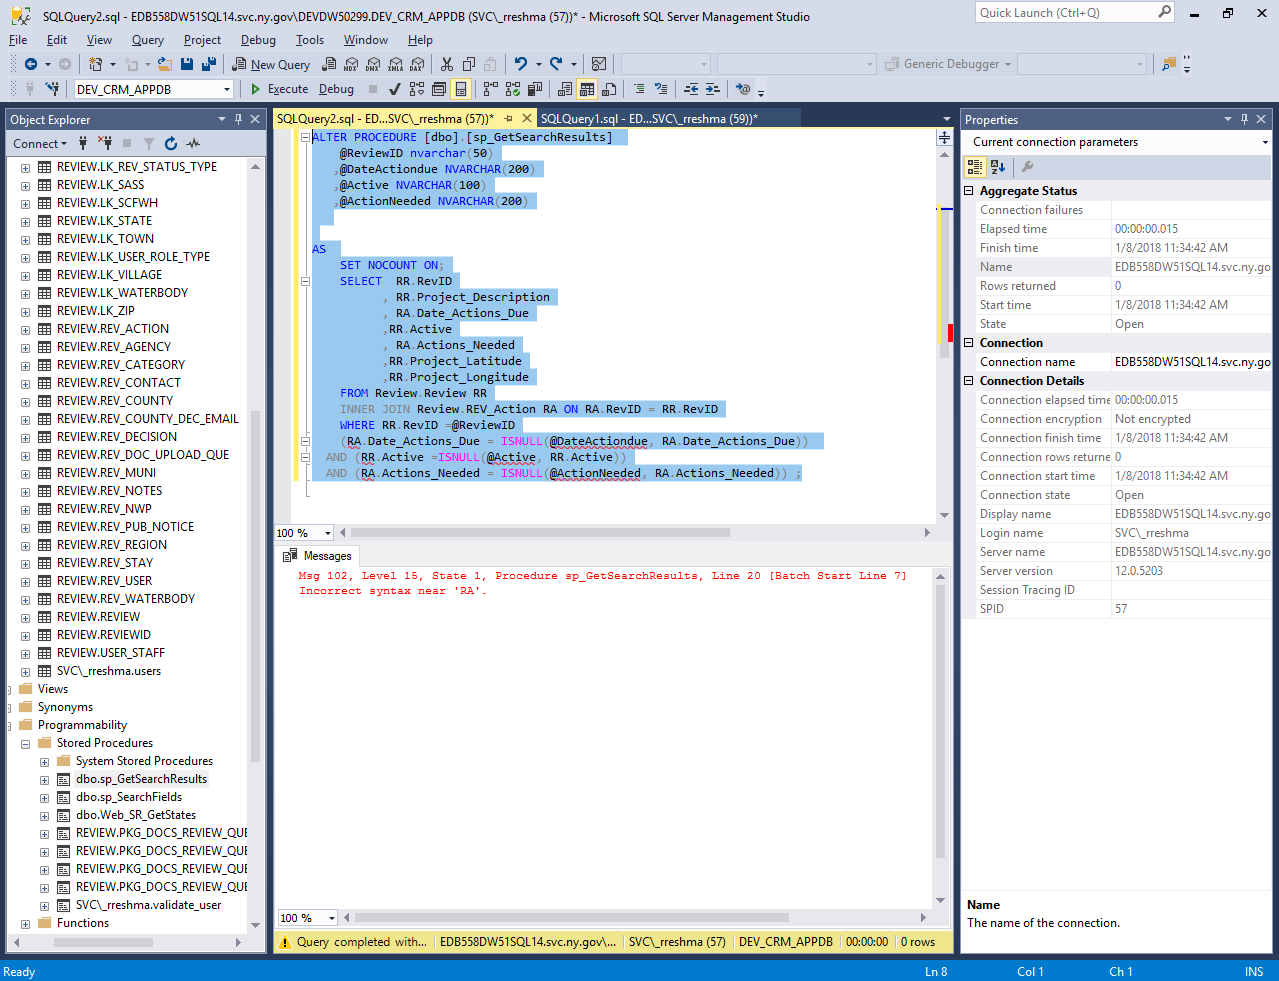 SQLQuery2.sql - EDB558DW51SQL14.svc.ny.gov\DEVDW50299.DEV_CRM_APPDB (SVC\_rreshma (57))* - Microsoft SQL Server Management Studio
Quick Launch (Ctrl+Q)
File Edit View Query Project Debug Tools Window Help
New Query MDX DMX XMLA DAX Generic Debugger
DEV_CRM_APPDB Execute Debug
Object Explorer
Connect
REVIEW.LK_REV_STATUS_TYPE
REVIEW.LK_SASS
REVIEW.LK_SCFWH
REVIEW.LK_STATE
REVIEW.LK_TOWN
REVIEW.LK_USER_ROLE_TYPE
REVIEW.LK_VILLAGE
REVIEW.LK_WATERBODY
REVIEW.LK_ZIP
REVIEW.REV_ACTION
REVIEW.REV_AGENCY
REVIEW.REV_CATEGORY
REVIEW.REV_CONTACT
REVIEW.REV_COUNTY
REVIEW.REV_COUNTY_DEC_EMAIL
REVIEW.REV_DECISION
REVIEW.REV_DOC_UPLOAD_QUE
REVIEW.REV_MUNI
REVIEW.REV_NOTES
REVIEW.REV_NWP
REVIEW.REV_PUB_NOTICE
REVIEW.REV_REGION
REVIEW.REV_STAY
REVIEW.REV_USER
REVIEW.REV_WATERBODY
REVIEW.REVIEW
REVIEW.REVIEWID
REVIEW.USER_STAFF
SVC\_rreshma.users
Views
Synonyms
Programmability
Stored Procedures
System Stored Procedures
dbo.sp_GetSearchResults
dbo.sp_SearchFields
dbo.Web_SR_GetStates
REVIEW.PKG_DOCS_REVIEW_QUE
REVIEW.PKG_DOCS_REVIEW_QUE
REVIEW.PKG_DOCS_REVIEW_QUE
REVIEW.PKG_DOCS_REVIEW_QUE
SVC\_rreshma.validate_user
Functions
SQLQuery2.sql - ED...SVC\_rreshma (57))* SQLQuery1.sql - ED...SVC\_rreshma (59))*
ALTER PROCEDURE [dbo].[sp_GetSearchResults]
@ReviewID nvarchar(50)
,@DateActiondue NVARCHAR(200)
,@Active NVARCHAR(100)
,@ActionNeeded NVARCHAR(200)
AS
SET NOCOUNT ON;
SELECT RR.RevID
, RR.Project_Description
, RA.Date_Actions_Due
,RR.Active
, RA.Actions_Needed
,RR.Project_Latitude
,RR.Project_Longitude
FROM Review.Review RR
INNER JOIN Review.REV_Action RA ON RA.RevID = RR.RevID
WHERE RR.RevID =@ReviewID
(RA.Date_Actions_Due = ISNULL(@DateActiondue, RA.Date_Actions_Due))
AND (RR.Active =ISNULL(@Active, RR.Active))
AND (RA.Actions_Needed = ISNULL(@ActionNeeded, RA.Actions_Needed)) ;
100 %
Messages
Msg 102, Level 15, State 1, Procedure sp_GetSearchResults, Line 20 [Batch Start Line 7]
Incorrect syntax near 'RA'.
100 %
Query completed with... EDB558DW51SQL14.svc.ny.gov\... SVC\_rreshma (57) DEV_CRM_APPDB 00:00:00 0 rows
Properties
Current connection parameters
Aggregate Status
Connection failures
Elapsed time 00:00:00.015
Finish time 1/8/2018 11:34:42 AM
Name EDB558DW51SQL14.svc.ny.go
Rows returned 0
Start time 1/8/2018 11:34:42 AM
State Open
Connection
Connection name EDB558DW51SQL14.svc.ny.go
Connection Details
Connection elapsed time 00:00:00.015
Connection encryption Not encrypted
Connection finish time 1/8/2018 11:34:42 AM
Connection rows returne 0
Connection start time 1/8/2018 11:34:42 AM
Connection state Open
Display name EDB558DW51SQL14.svc.ny.go
Login name SVC\_rreshma
Server name EDB558DW51SQL14.svc.ny.go
Server version 12.0.5203
Session Tracing ID
SPID 57
Name
The name of the connection.
Ready Ln 8 Col 1 Ch 1 INS